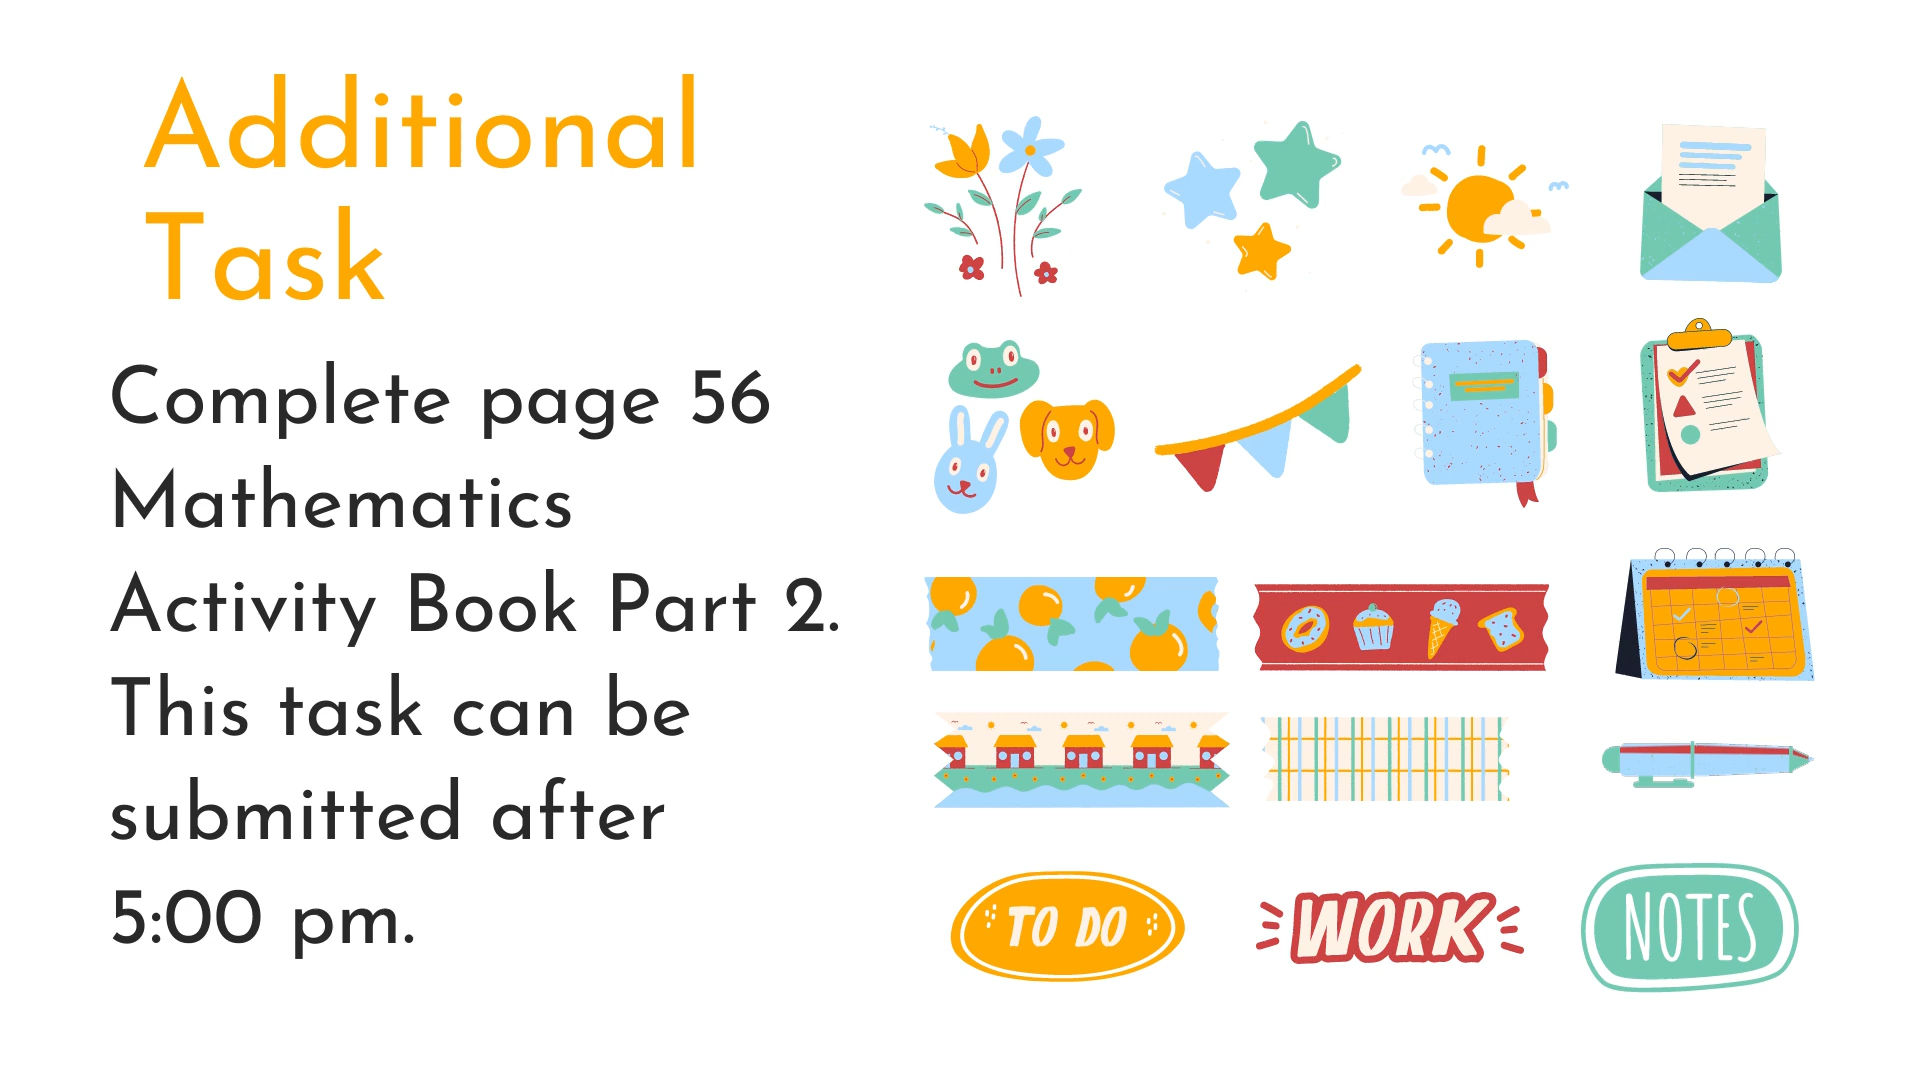 Additional
Task
Complete page 56
Mathematics
Activity Book Part 2.
This task can be
submitted after
5:00 pm.
TO DO
WORK
NOTES